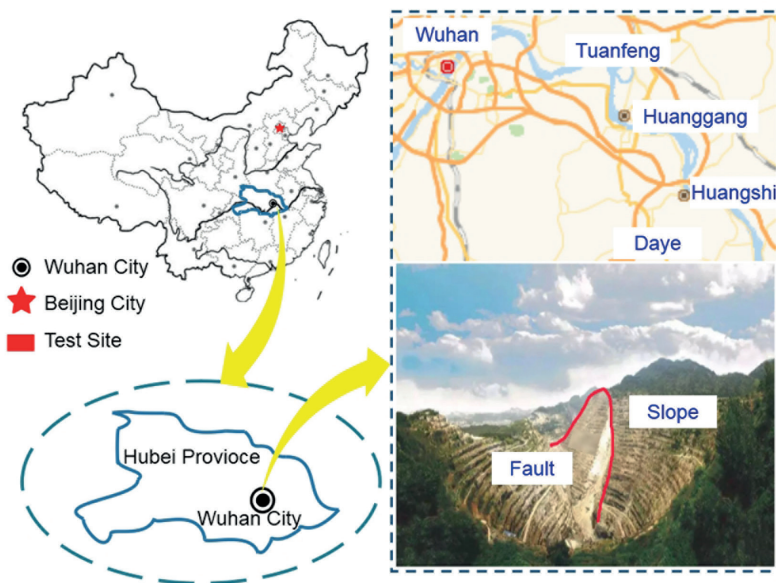 Wuhan City
Beijing City
Test Site
Hubei Provioce
Wuhan City
Wuhan
Tuanfeng
Huanggang
Huangshi
Daye
Slope
Fault